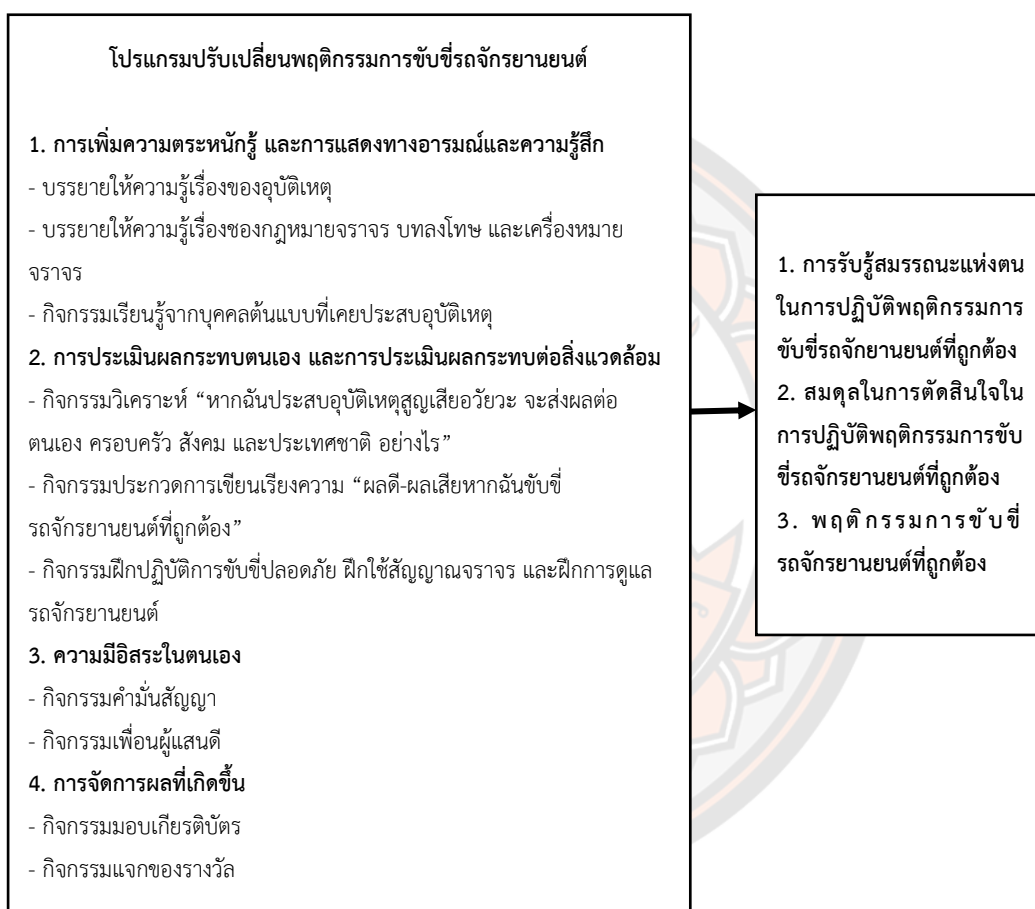 โปรแกรมปรับเปลี่ยนพฤติกรรมการขับขี่รถจักรยานยนต์
1. การเพิ่มความตระหนักรู้ และการแสดงทางอารมณ์และความรู้สึก
- บรรยายให้ความรู้เรื่องของอุบัติเหตุ
- บรรยายให้ความรู้เรื่องชองกฎหมายจราจร บทลงโทษ และเครื่องหมาย
จราจร
- กิจกรรมเรียนรู้จากบุคคลต้นแบบที่เคยประสบอุบัติเหตุ
2. การประเมินผลกระทบตนเอง และการประเมินผลกระทบต่อสิ่งแวดล้อม
- กิจกรรมวิเคราะห์ “หากฉันประสบอุบัติเหตุสูญเสียอวัยวะ จะส่งผลต่อ
ตนเอง ครอบครัว สังคม และประเทศชาติ อย่างไร”
- กิจกรรมประกวดการเขียนเรียงความ “ผลดี-ผลเสียหากฉันขับขี่
รถจักรยานยนต์ที่ถูกต้อง”
- กิจกรรมฝึกปฏิบัติการขับขี่ปลอดภัย ฝึกใช้สัญญาณจราจร และฝึกการดูแล
รถจักรยานยนต์
3. ความมีอิสระในตนเอง
- กิจกรรมคำมั่นสัญญา
- กิจกรรมเพื่อนผู้แสนดี
4. การจัดการผลที่เกิดขึ้น
- กิจกรรมมอบเกียรติบัตร
- กิจกรรมแจกของรางวัล
1. การรับรู้สมรรถนะแห่งตน
ในการปฏิบัติพฤติกรรมการ
ขับขี่รถจักยานยนต์ที่ถูกต้อง
2. สมดุลในการตัดสินใจใน
การปฏิบัติพฤติกรรมการขับ
ขี่รถจักรยานยนต์ที่ถูกต้อง
3. พฤติกรรมการขับขี่
รถจักรยานยนต์ที่ถูกต้อง